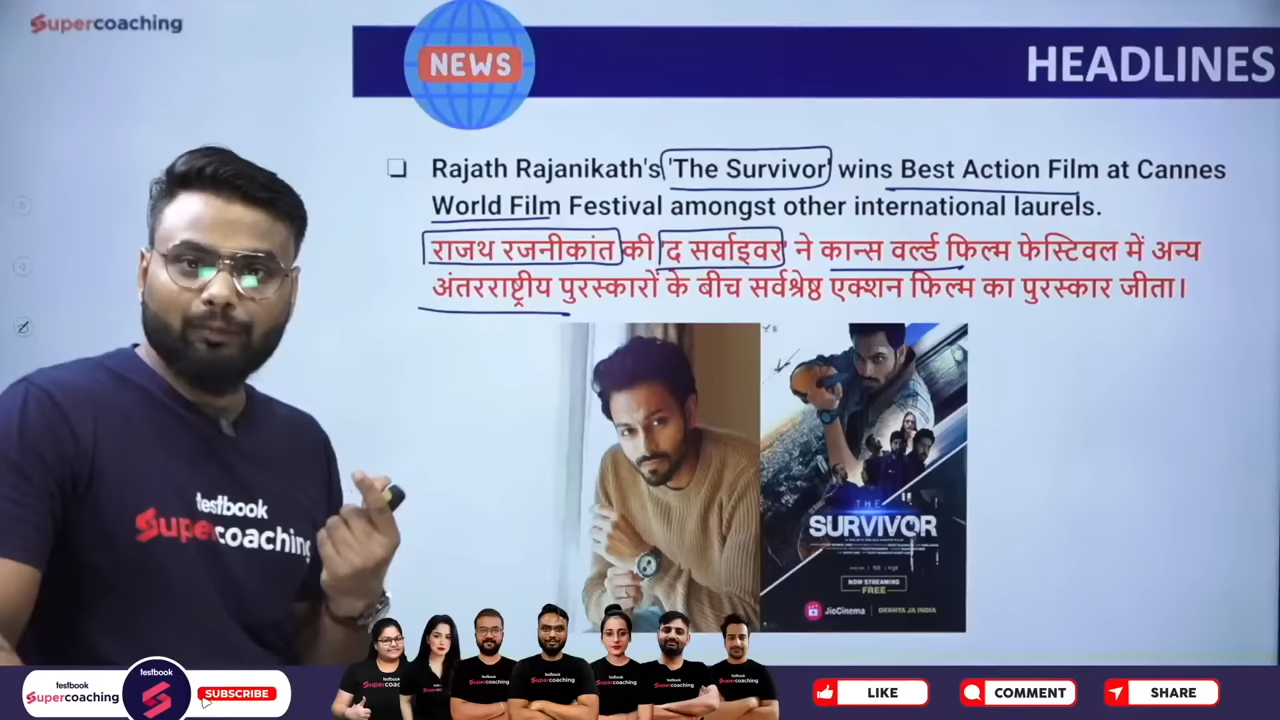 Supercoaching
NEWS
HEADLINES
❑ Rajath Rajanikath's 'The Survivor' wins Best Action Film at Cannes
World Film Festival amongst other international laurels.
राजथ रजनीकांत की 'द सर्वाइवर' ने कान्स वर्ल्ड फिल्म फेस्टिवल में अन्य
अंतरराष्ट्रीय पुरस्कारों के बीच सर्वश्रेष्ठ एक्शन फिल्म का पुरस्कार जीता।
testbook
Supercoaching
THE
SURVIVOR
NOW STREAMING
FREE
JioCinema | DEKHTA JA INDIA
testbook
Supercoaching
testbook
SUBSCRIBE
LIKE
COMMENT
SHARE